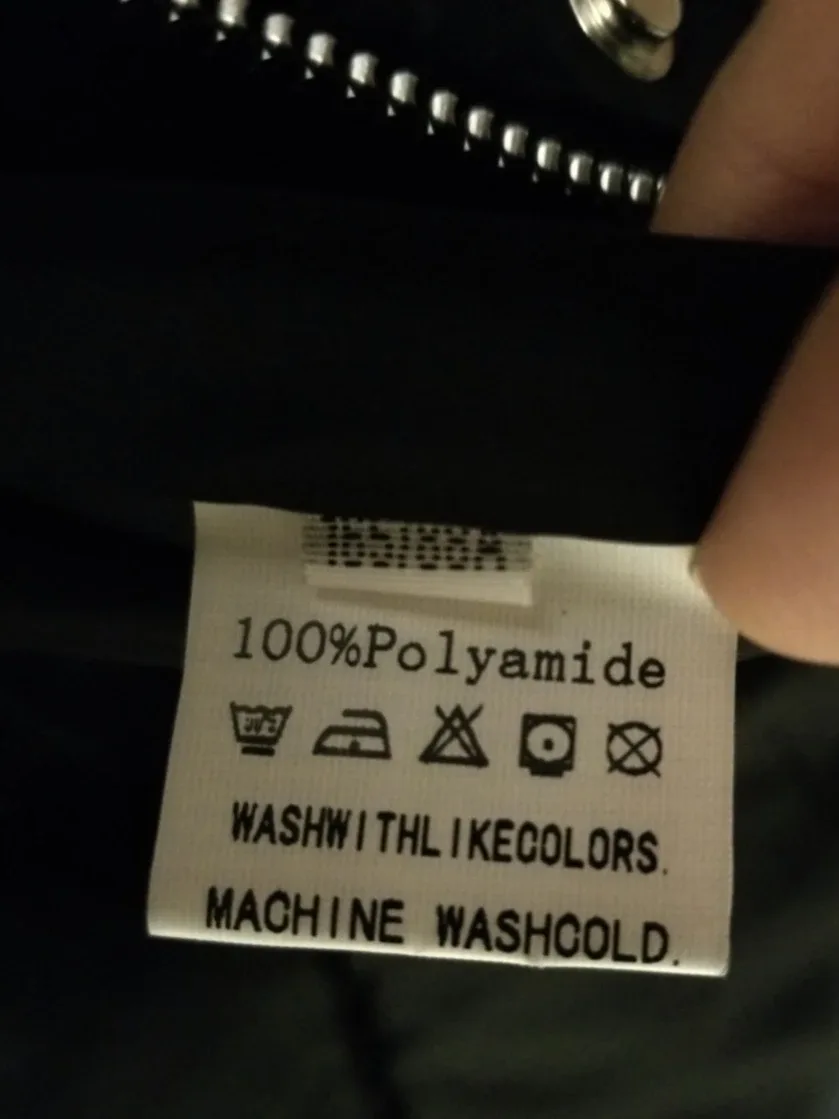 100%Polyamide
WASHWITHLIKECOLORS.
MACHINE WASHCOLD.